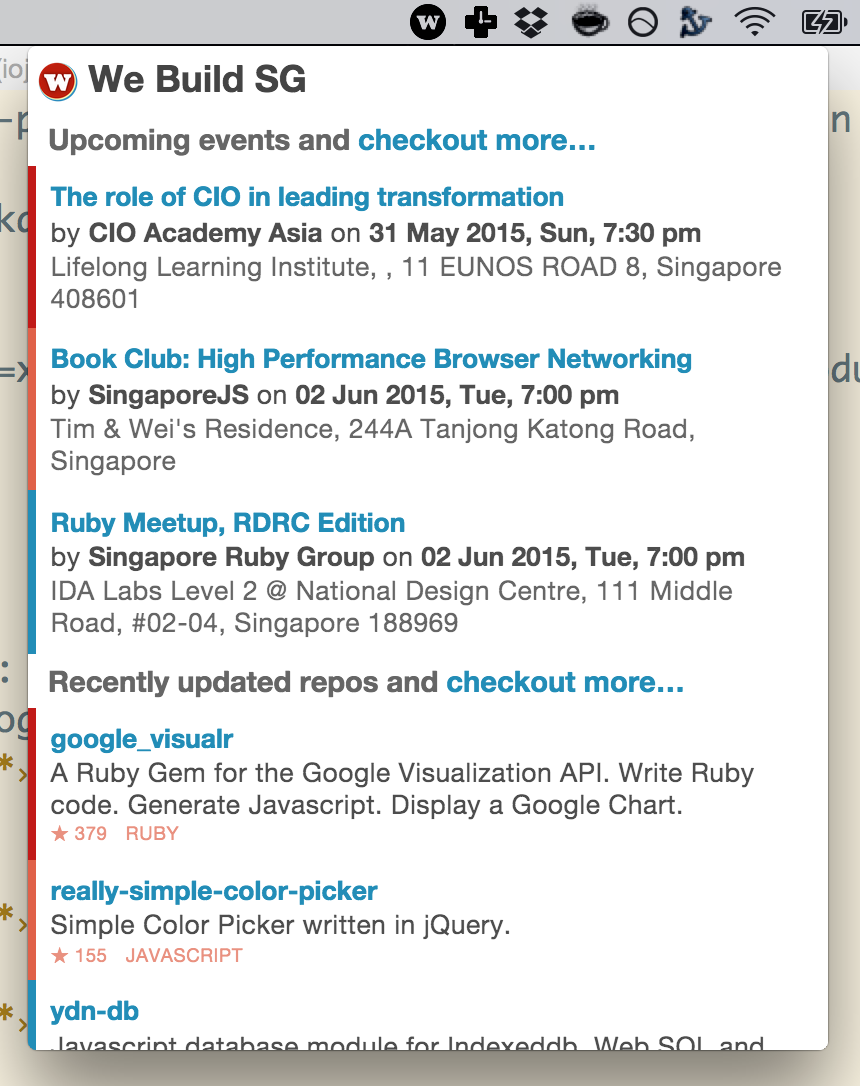 W
(ioj
W We Build SG
-p
n
Upcoming events and checkout more...
The role of CIO in leading transformation
by CIO Academy Asia on 31 May 2015, Sun, 7:30 pm
Lifelong Learning Institute, , 11 EUNOS ROAD 8, Singapore
408601
Book Club: High Performance Browser Networking
=x
du
by SingaporeJS on 02 Jun 2015, Tue, 7:00 pm
Tim & Wei's Residence, 244A Tanjong Katong Road,
Singapore
Ruby Meetup, RDRC Edition
by Singapore Ruby Group on 02 Jun 2015, Tue, 7:00 pm
IDA Labs Level 2 @ National Design Centre, 111 Middle
Road, #02-04, Singapore 188969
:
Recently updated repos and checkout more...
og
google_visualr
*>
A Ruby Gem for the Google Visualization API. Write Ruby
code. Generate Javascript. Display a Google Chart.
★ 379 RUBY
really-simple-color-picker
*>
Simple Color Picker written in jQuery.
★ 155 JAVASCRIPT
ydn-db
*>
Javascript database module for Indexeddb, Web SQL and